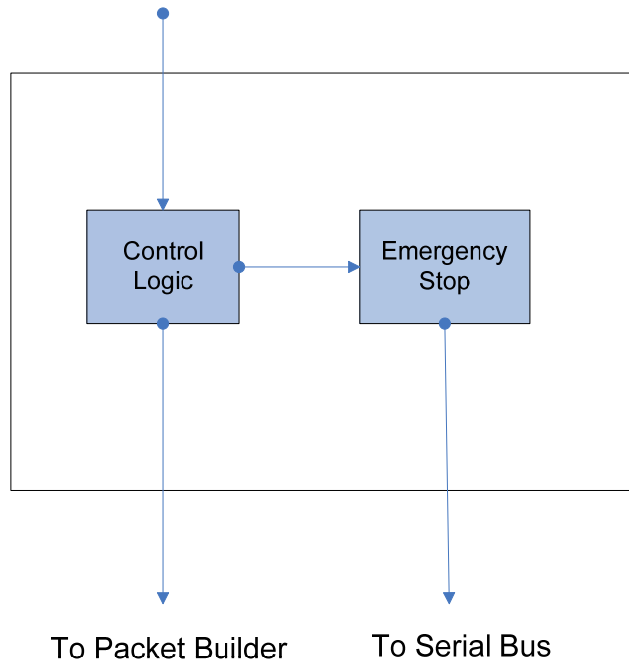 Control
Logic
Emergency
Stop
To Packet Builder
To Serial Bus